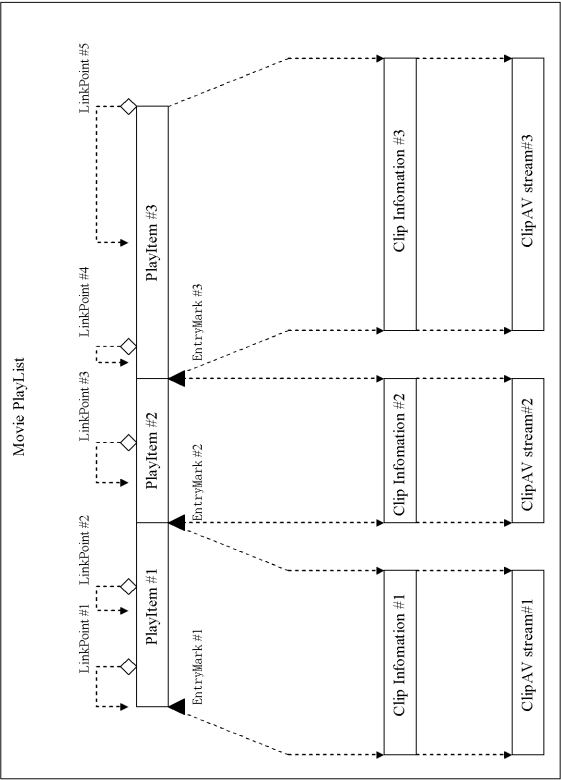 Movie PlayList
LinkPoint #1
LinkPoint #2
LinkPoint #3
LinkPoint #4
LinkPoint #5
PlayItem #1
PlayItem #2
PlayItem #3
EntryMark #1
EntryMark #2
EntryMark #3
Clip Infomation #1
Clip Infomation #2
Clip Infomation #3
ClipAV stream#1
ClipAV stream#2
ClipAV stream#3